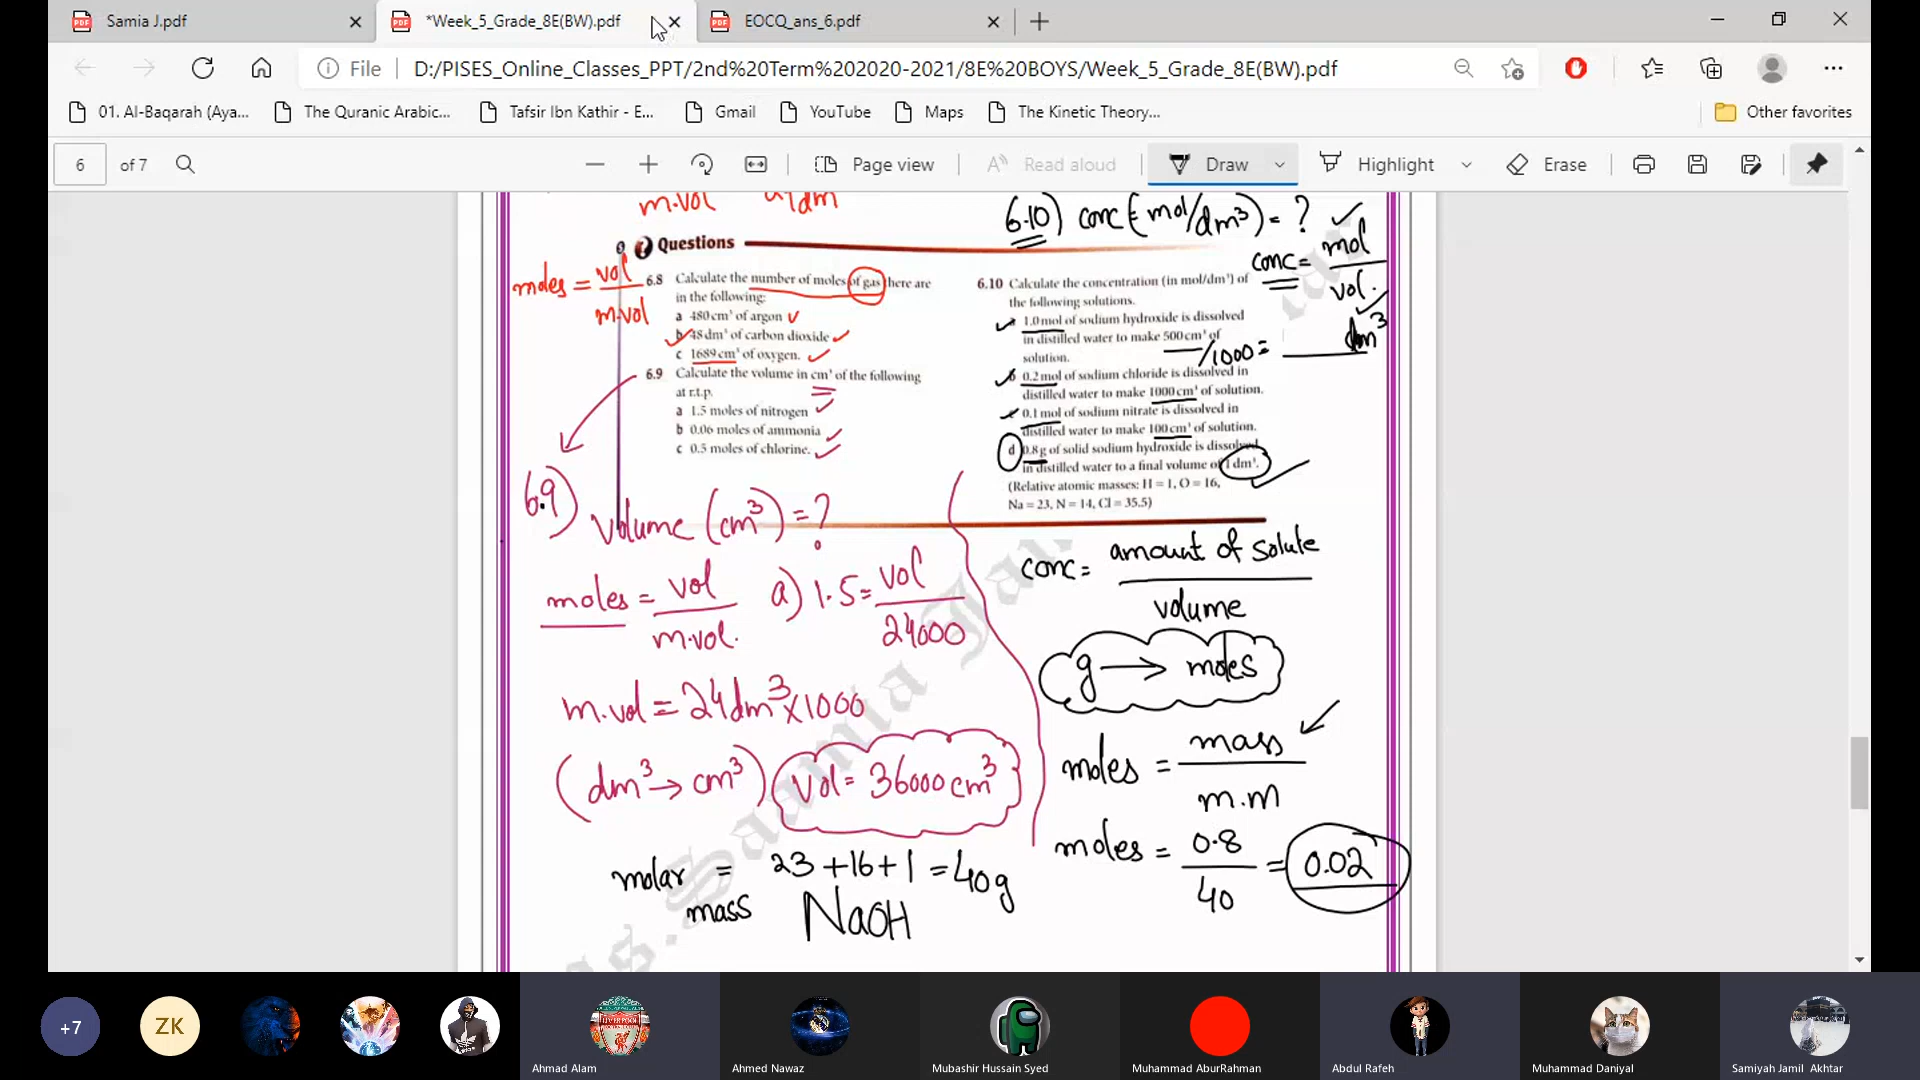 Samia J.pdf
*Week_5_Grade_8E(BW).pdf
EOCQ_ans_6.pdf
File
D:/PISES_Online_Classes_PPT/2nd%20Term%202020-2021/8E%20BOYS/Week_5_Grade_8E(BW).pdf
01. Al-Baqarah (Aya...
The Quranic Arabic...
Tafsir Ibn Kathir - E...
Gmail
YouTube
Maps
The Kinetic Theory...
Other favorites
6 of 7
Page view
Read aloud
Draw
Highlight
Erase
m.vol
24dm
Questions
moles = vol
m.vol
6.8 Calculate the number of moles of gas there are
in the following:
a 480 cm³ of argon
b 48 dm³ of carbon dioxide
c 1689 cm³ of oxygen.
6.9 Calculate the volume in cm³ of the following
at r.t.p.
a 1.5 moles of nitrogen
b 0.06 moles of ammonia
c 0.5 moles of chlorine.
6.10) conc (mol/dm³) = ?
conc = mol
vol.
dm³
/1000 =
6.10 Calculate the concentration (in mol/dm³) of
the following solutions.
a 1.0 mol of sodium hydroxide is dissolved
in distilled water to make 500 cm³ of
solution.
b 0.2 mol of sodium chloride is dissolved in
distilled water to make 1000 cm³ of solution.
c 0.1 mol of sodium nitrate is dissolved in
distilled water to make 100 cm³ of solution.
d 0.8 g of solid sodium hydroxide is dissolved
in distilled water to a final volume of 1 dm³.
(Relative atomic masses: H = 1, O = 16,
Na = 23, N = 14, Cl = 35.5)
6.9) Volume (cm³) = ?
moles = vol
m.vol.
a) 1.5 = vol
24000
m.vol = 24dm³ x 1000
(dm³ → cm³)
vol = 36000 cm³
molar mass = 23 + 16 + 1 = 40g
NaOH
conc = amount of solute
volume
g → moles
moles = mass
m.m
moles = 0.8
40
= 0.02
+7
ZK
Ahmad Alam
Ahmed Nawaz
Mubashir Hussain Syed
Muhammad AburRahman
Abdul Rafeh
Muhammad Daniyal
Samiyah Jamil Akhtar